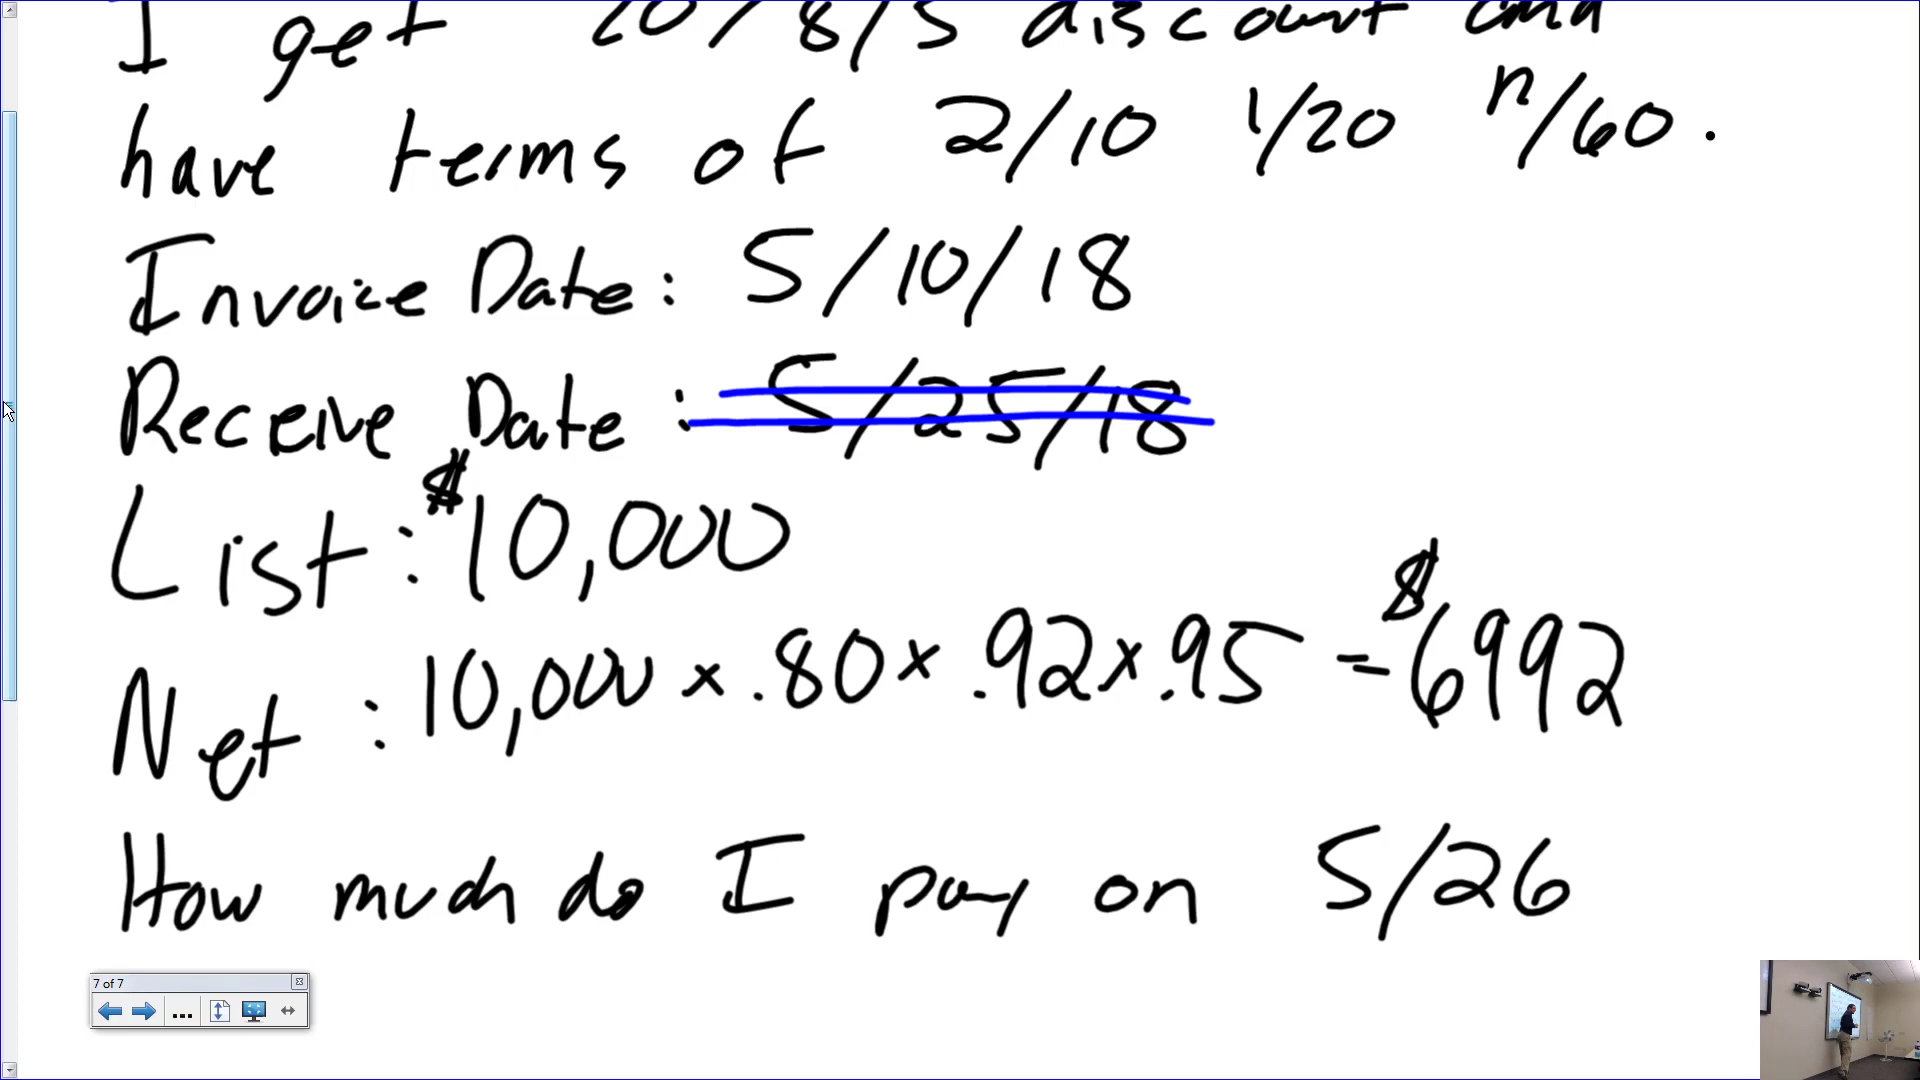 I get 20/8/5 discount and
have terms of 2/10 1/20 n/60.
Invoice Date: 5/10/18
Receive Date: 5/25/18
List: $10,000
Net: 10,000 x .80 x .92 x .95 = $6992
How much do I pay on 5/26
7 of 7